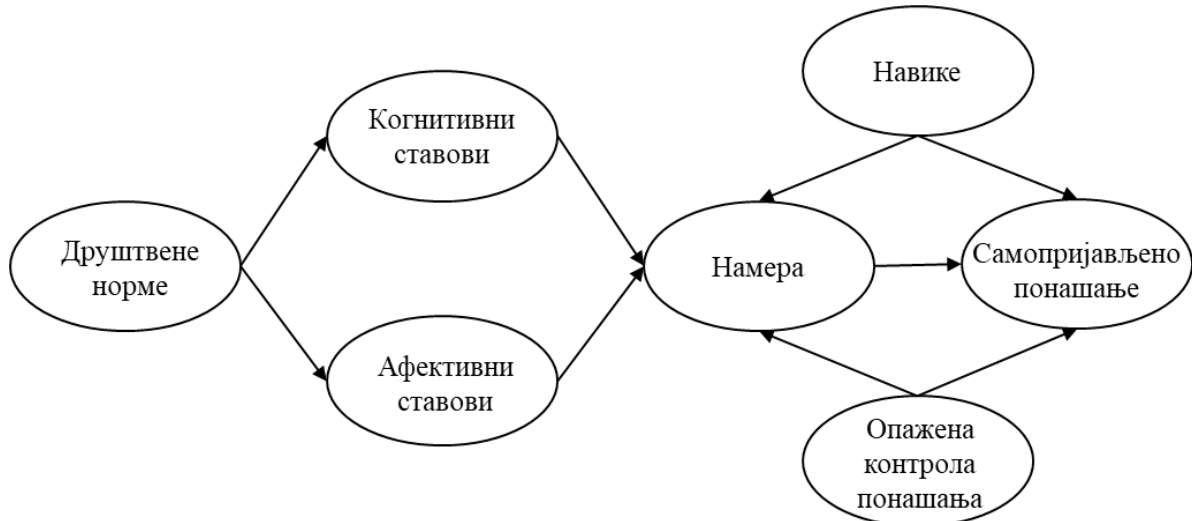 Навике
Когнитивни
ставови
Друштвене
норме
Намера
Самопријављено
понашање
Афективни
ставови
Опажена
контрола
понашања